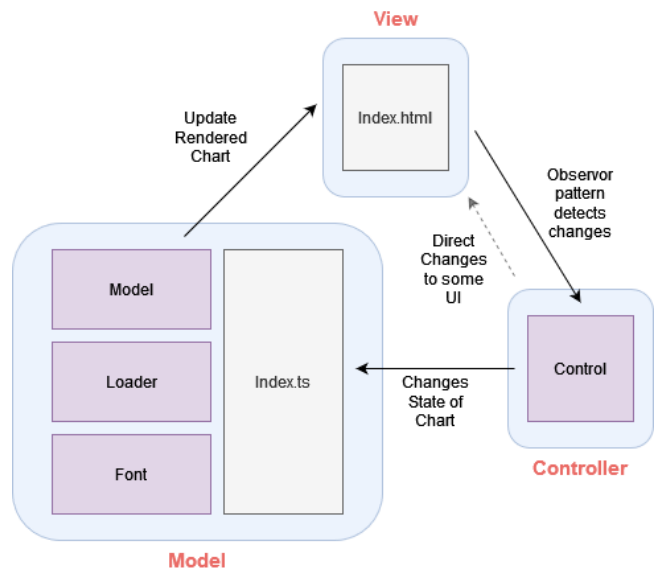 View
Index.html
Update
Rendered
Chart
Observor
pattern
detects
changes
Direct
Changes
to some
UI
Model
Loader
Font
Index.ts
Changes
State of
Chart
Control
Controller
Model